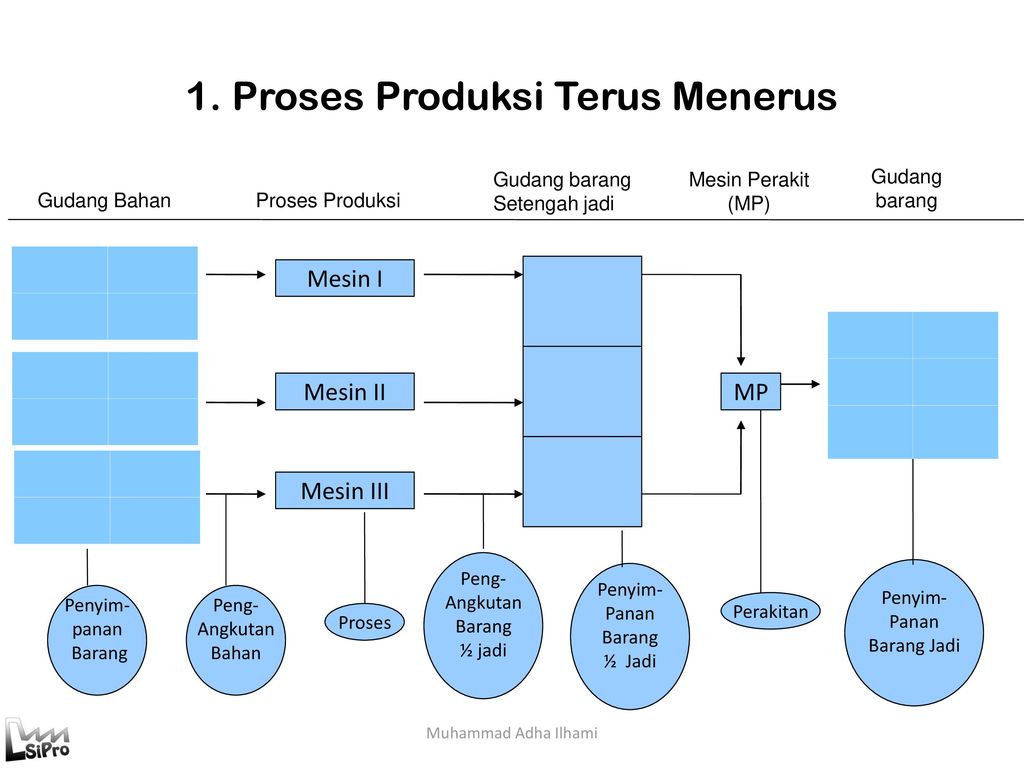 1. Proses Produksi Terus Menerus
Gudang Bahan
Proses Produksi
Gudang barang
Setengah jadi
Mesin Perakit
(MP)
Gudang
barang
Mesin I
Mesin II
MP
Mesin III
Penyim-
panan
Barang
Peng-
Angkutan
Bahan
Proses
Peng-
Angkutan
Barang
½ jadi
Penyim-
Panan
Barang
½ Jadi
Perakitan
Penyim-
Panan
Barang Jadi
Muhammad Adha Ilhami
LSiPro